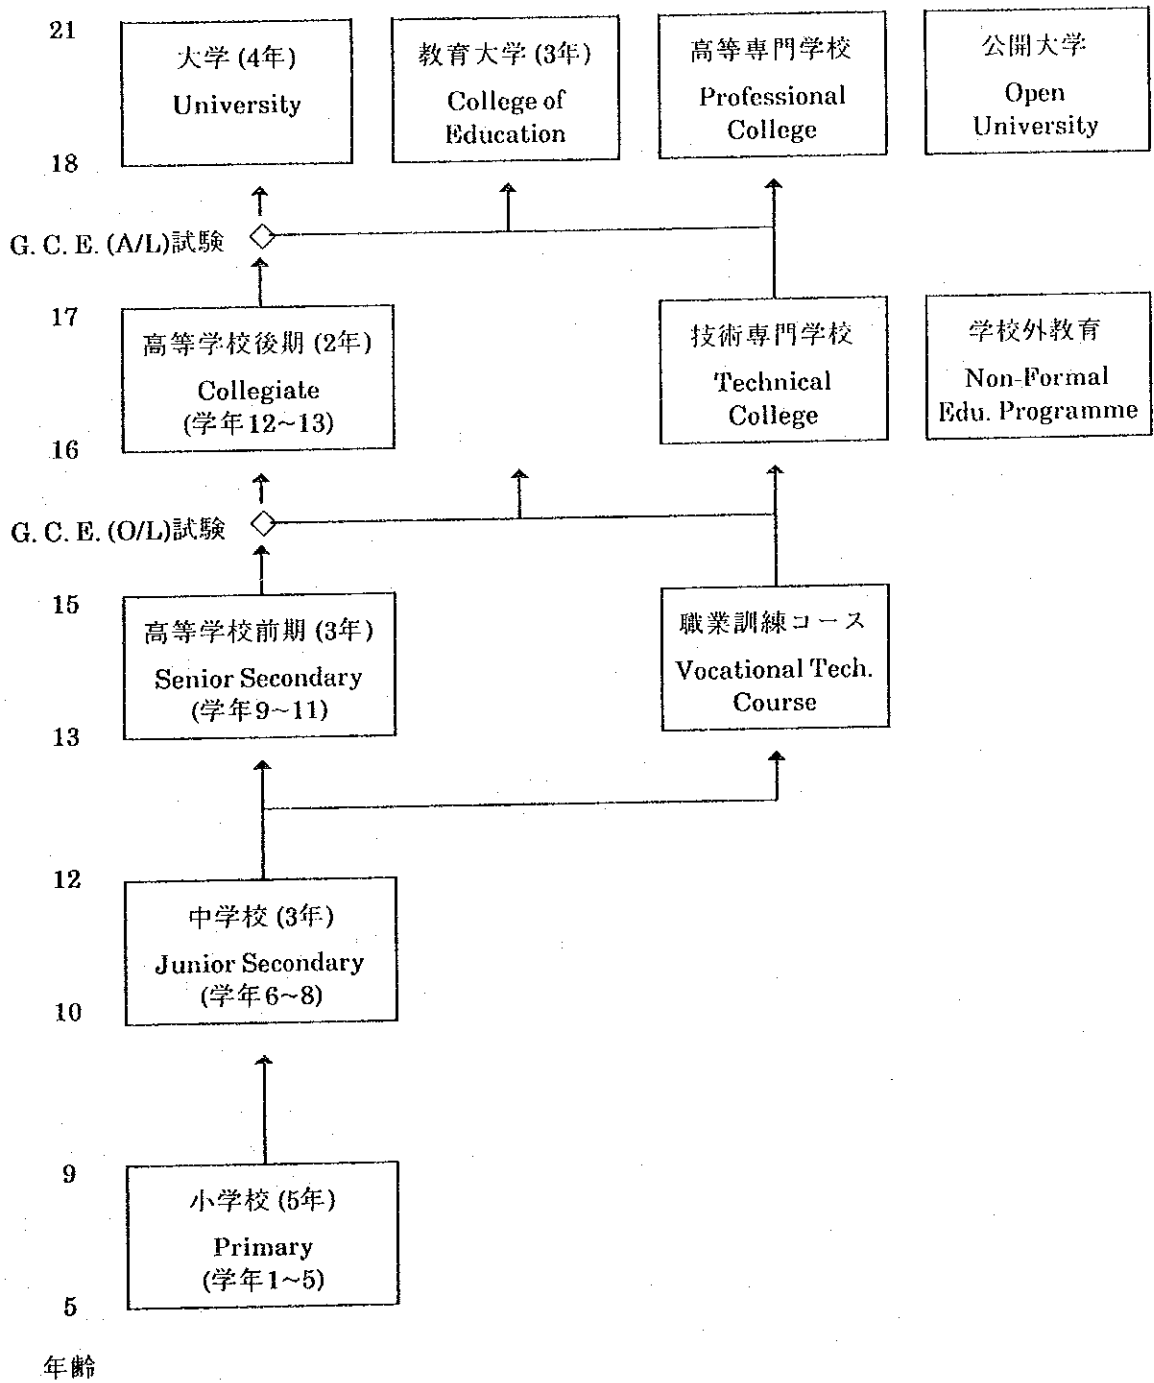 21
大学 (4年)
University
教育大学 (3年)
College of
Education
高等専門学校
Professional
College
公開大学
Open
University
18
G. C. E. (A/L)試験
17
高等学校後期 (2年)
Collegiate
(学年12~13)
技術専門学校
Technical
College
学校外教育
Non-Formal
Edu. Programme
16
G. C. E. (O/L)試験
15
高等学校前期 (3年)
Senior Secondary
(学年9~11)
職業訓練コース
Vocational Tech.
Course
13
12
中学校 (3年)
Junior Secondary
(学年6~8)
10
9
小学校 (5年)
Primary
(学年1~5)
5
年齢